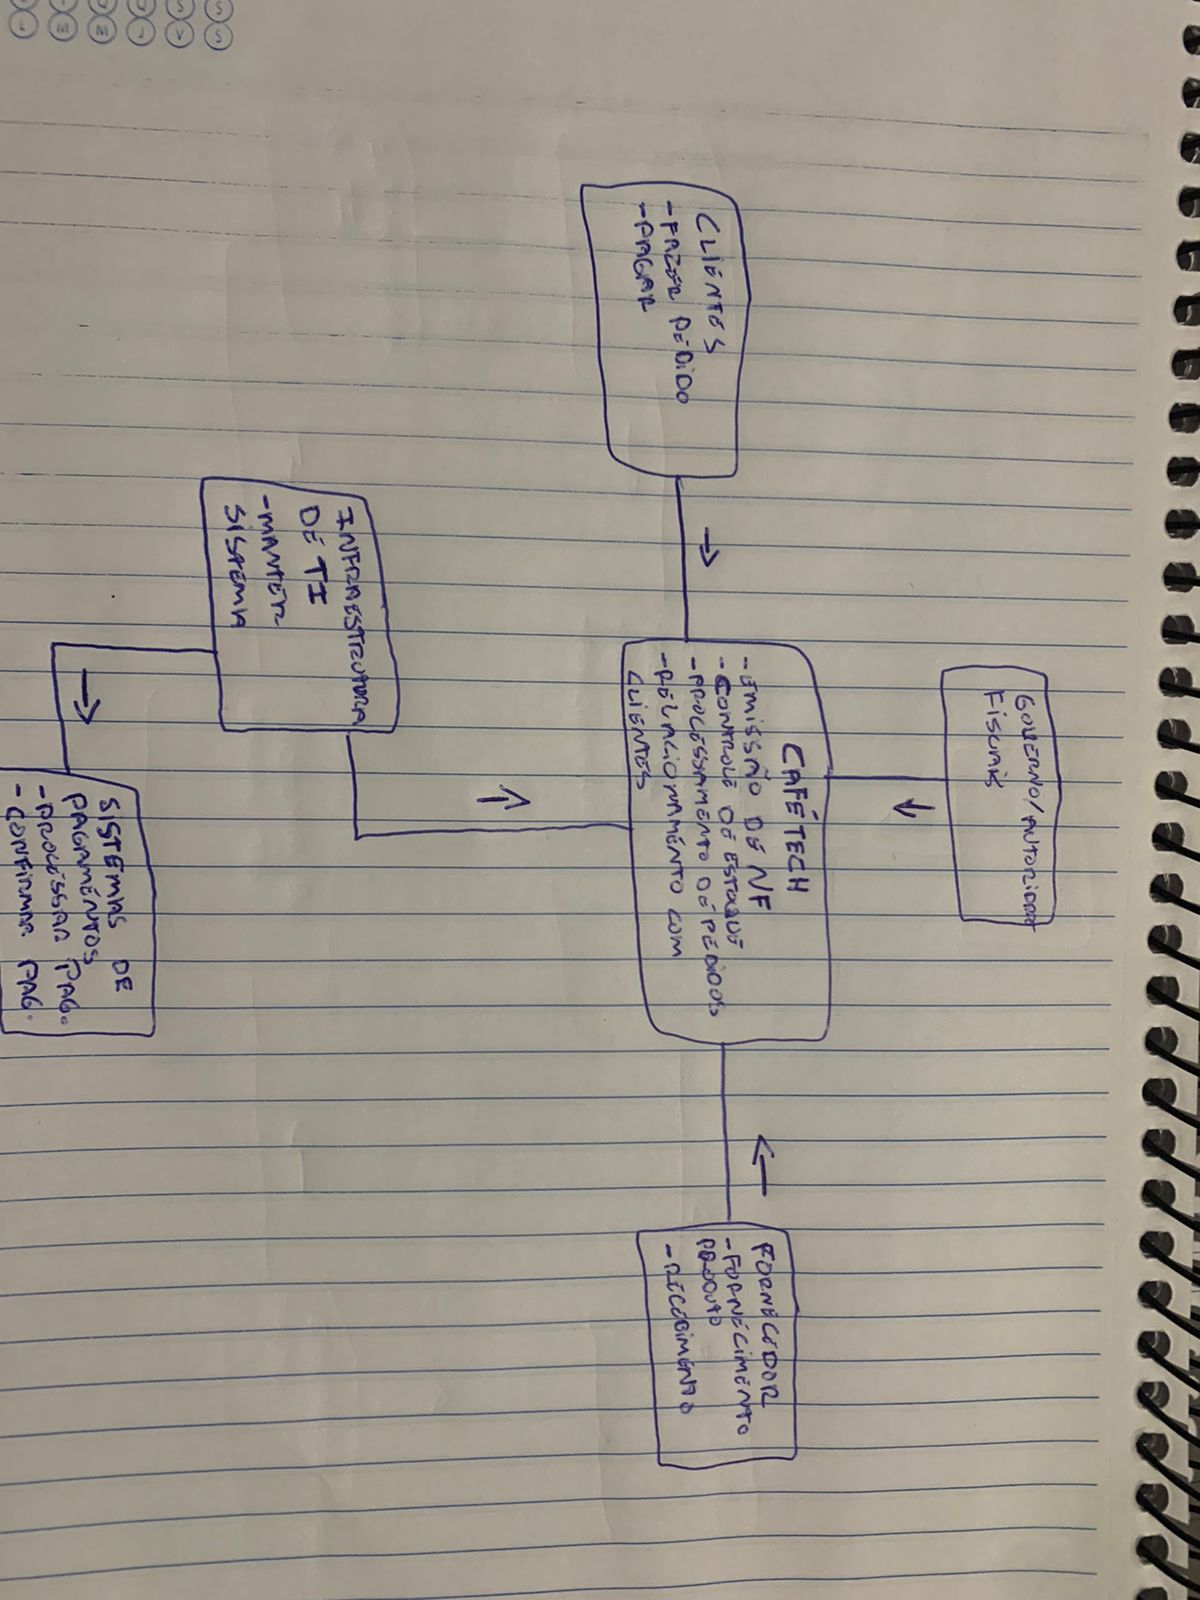 GOVERNO/AUTORIDAD
FISCAIS
CLIENTES
-FAZER PEDIDO
-PAGAR
CAFÉTECH
-EMISSÃO DE NF
-CONTROLE DE ESTOQUE
-PROCESSAMENTO DE PEDIDOS
-RELACIONAMENTO COM
CLIENTES
FORNECEDOR
-FORNECIMENTO
PRODUTO
-RECEBIMENTO
INFRAESTRUTURA
DE TI
-MANTER
SISTEMA
SISTEMAS DE
PAGAMENTOS
-PROCESSAR PAG.
-CONFIRMAR PAG.